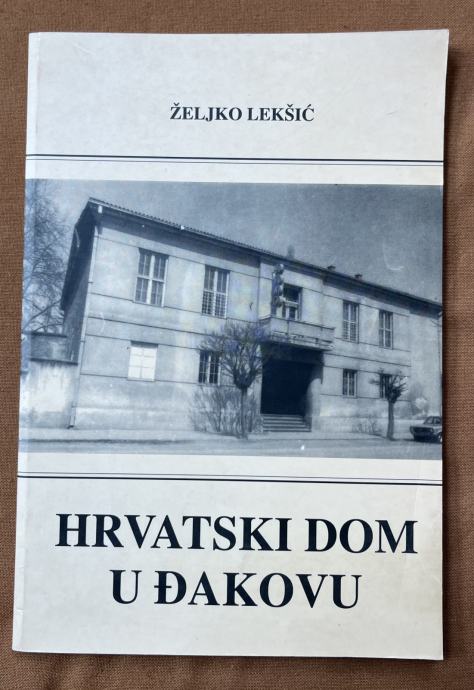 ŽELJKO LEKŠIĆ
HRVATSKI DOM
U ĐAKOVU